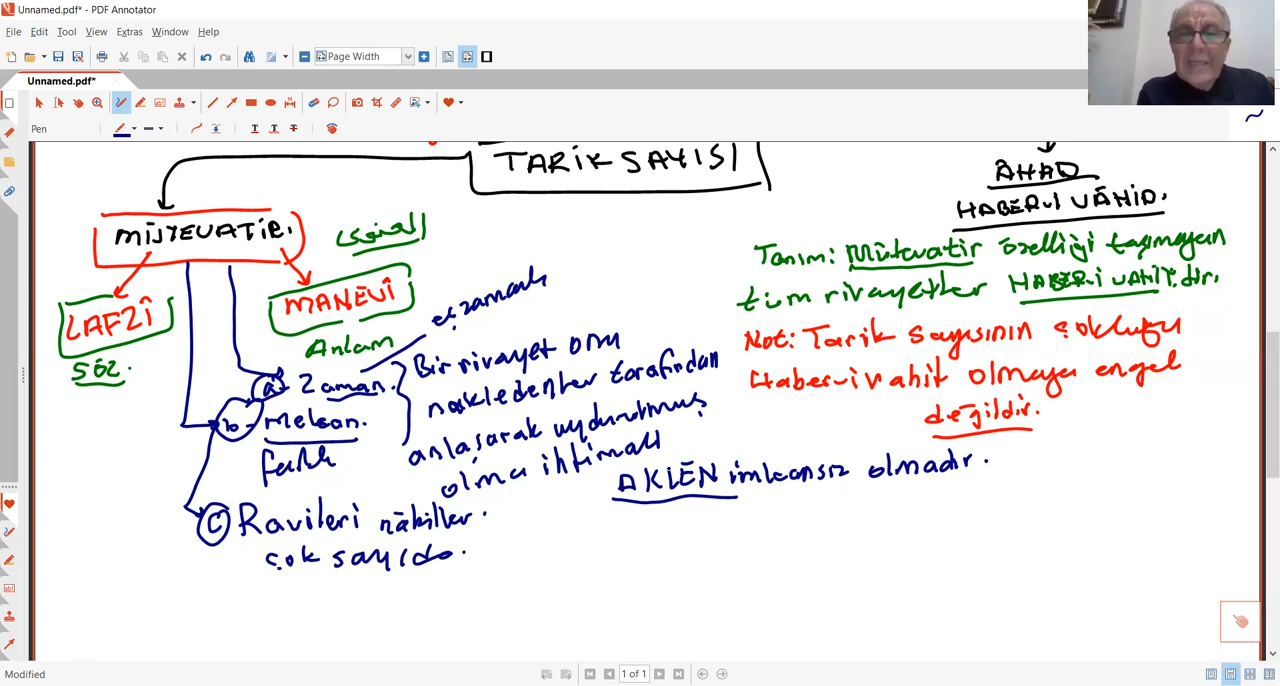 Unnamed.pdf* - PDF Annotator
File Edit Tool View Extras Window Help
Page Width
Unnamed.pdf*
Pen
TARİK SAYISI
ÂHAD
HABER-İ VÂHİD.
MÜTEVATİR.
المعنوى
LAFZÎ
SÖZ.
MANEVÎ
Anlam
eş zamanlı
a Zaman.
b- mekan.
farklı
Bir rivayet onu
nakledenler tarafından
anlaşarak uydurulmuş
olma ihtimali
AKLEN imkansız olmadır.
c Ravileri nâkiller.
çok sayıda.
Tanım: Mütevatir özelliği taşımayan
tüm rivayetler HABER-İ VAHİT.dir.
Not: Tarik sayısının çokluğu
Haber-i vahit olmaya engel
değildir.
Modified
1 of 1